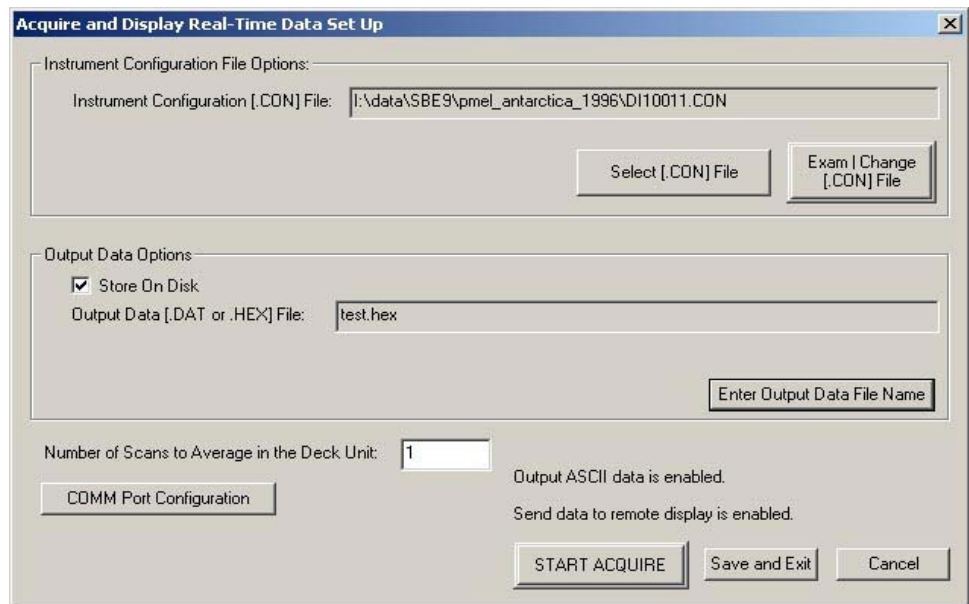 Acquire and Display Real-Time Data Set Up
Instrument Configuration File Options:
Instrument Configuration [.CON] File: I:\data\SBE9\pmel_antarctica_1996\DI10011.CON
Select [.CON] File
Exam | Change
[.CON] File
Output Data Options
Store On Disk
Output Data [.DAT or .HEX] File: test.hex
Enter Output Data File Name
Number of Scans to Average in the Deck Unit: 1
Output ASCII data is enabled.
COMM Port Configuration
Send data to remote display is enabled.
START ACQUIRE
Save and Exit
Cancel